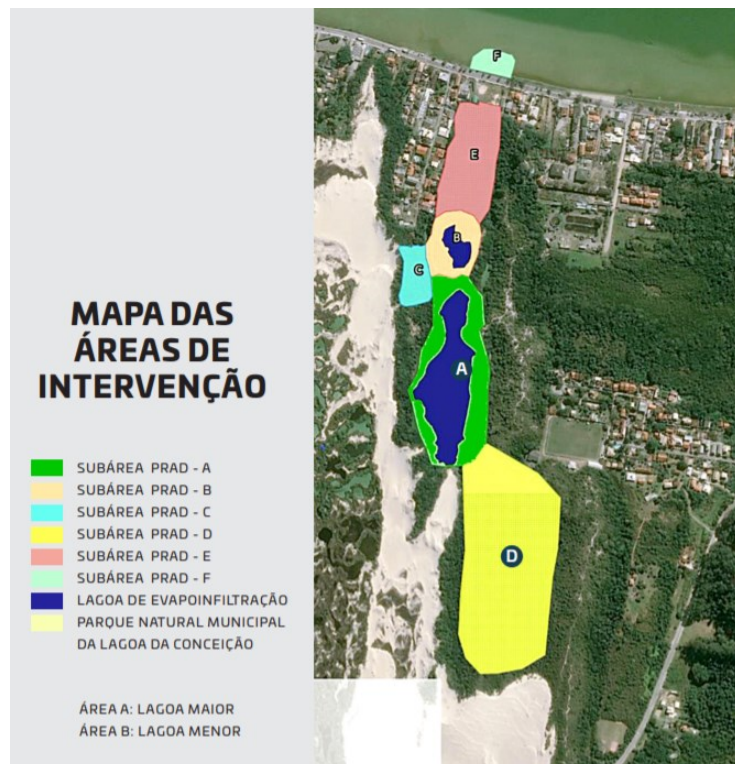 MAPA DAS
ÁREAS DE
INTERVENÇÃO
SUBÁREA PRAD - A
SUBÁREA PRAD - B
SUBÁREA PRAD - C
SUBÁREA PRAD - D
SUBÁREA PRAD - E
SUBÁREA PRAD - F
LAGOA DE EVAPOINFILTRAÇÃO
PARQUE NATURAL MUNICIPAL
DA LAGOA DA CONCEIÇÃO
ÁREA A: LAGOA MAIOR
ÁREA B: LAGOA MENOR
F
E
B
C
A
D